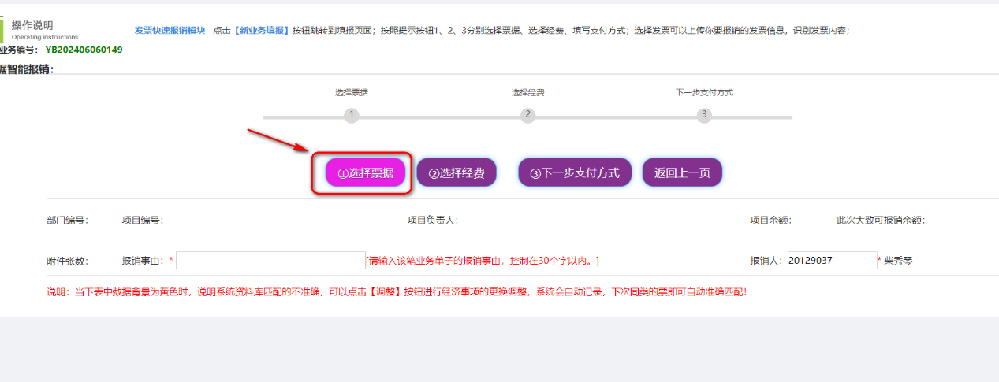 操作说明
Operating instructions
发票快速报销模块 点击【新业务填报】按钮跳转到填报页面；按照提示按钮1、2、3分别选择票据、选择经费、填写支付方式；选择发票可以上传你要报销的发票信息，识别发票内容；
业务编号： YB202406060149
据智能报销：
选择票据 选择经费 下一步支付方式
1 2 3
①选择票据 ②选择经费 ③下一步支付方式 返回上一页
部门编号： 项目编号： 项目负责人： 项目余额： 此次大致可报销余额：
附件张数： 报销事由：* [请输入该笔业务单子的报销事由，控制在30个字以内。] 报销人：20129037 * 柴秀琴
说明：当下表中数据背景为黄色时，说明系统资料库匹配的不准确，可以点击【调整】按钮进行经济事项的更换调整，系统会自动记录，下次同类的票即可自动准确匹配！